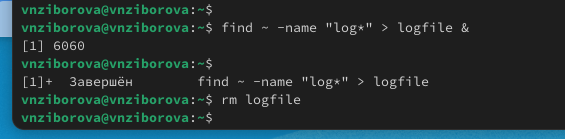 vnziborova@vnziborova:~$
vnziborova@vnziborova:~$ find ~ -name "log*" > logfile &
[1] 6060
vnziborova@vnziborova:~$
[1]+  Завершён        find ~ -name "log*" > logfile
vnziborova@vnziborova:~$ rm logfile
vnziborova@vnziborova:~$